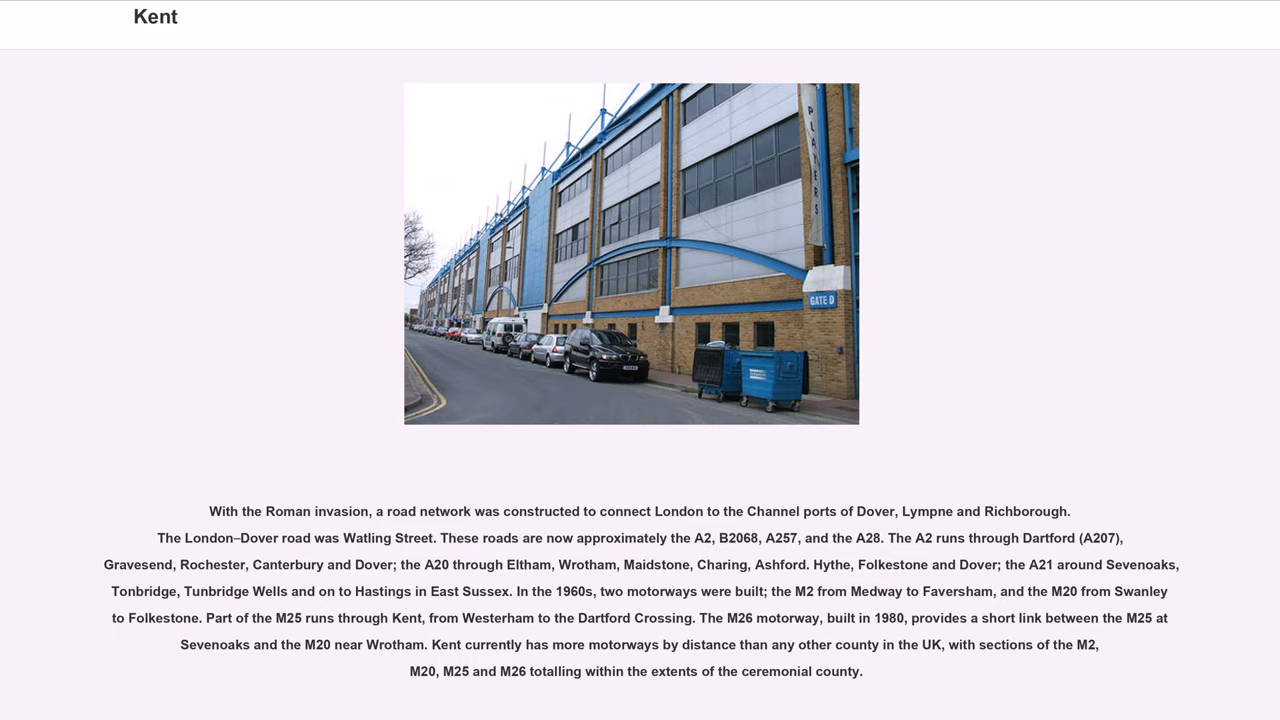 Kent
PLAYERS
GATE D
With the Roman invasion, a road network was constructed to connect London to the Channel ports of Dover, Lympne and Richborough.
The London–Dover road was Watling Street. These roads are now approximately the A2, B2068, A257, and the A28. The A2 runs through Dartford (A207),
Gravesend, Rochester, Canterbury and Dover; the A20 through Eltham, Wrotham, Maidstone, Charing, Ashford. Hythe, Folkestone and Dover; the A21 around Sevenoaks,
Tonbridge, Tunbridge Wells and on to Hastings in East Sussex. In the 1960s, two motorways were built; the M2 from Medway to Faversham, and the M20 from Swanley
to Folkestone. Part of the M25 runs through Kent, from Westerham to the Dartford Crossing. The M26 motorway, built in 1980, provides a short link between the M25 at
Sevenoaks and the M20 near Wrotham. Kent currently has more motorways by distance than any other county in the UK, with sections of the M2,
M20, M25 and M26 totalling within the extents of the ceremonial county.